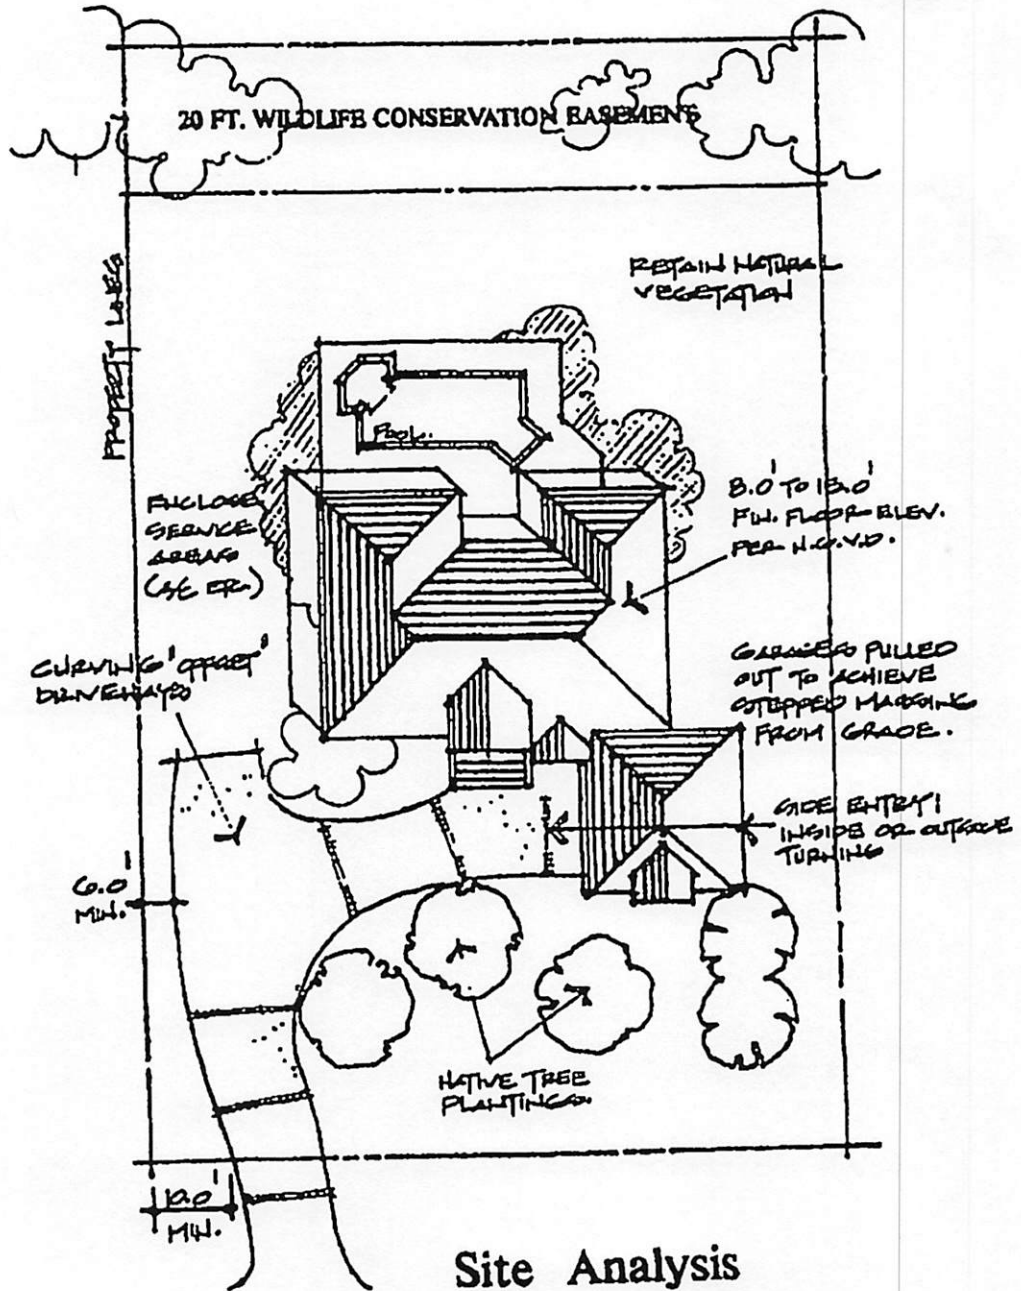 20 FT. WILDLIFE CONSERVATION EASEMENT
PROPERTY LINES
RETAIN NATURAL
VEGETATION
POOL.
ENCLOSE
SERVICE
AREAS
(A/C ETC.)
8.0' TO 13.0'
FIN. FLOOR ELEV.
PER N.G.V.D.
CURVING 'OFFSET'
DRIVEWAYS
GARAGES PULLED
OUT TO ACHIEVE
STEPPED MASSING
FROM GRADE.
SIDE ENTRY;
INSIDE OR OUTSIDE
TURNING
6.0'
MIN.
NATIVE TREE
PLANTINGS.
10.0'
MIN.
Site Analysis